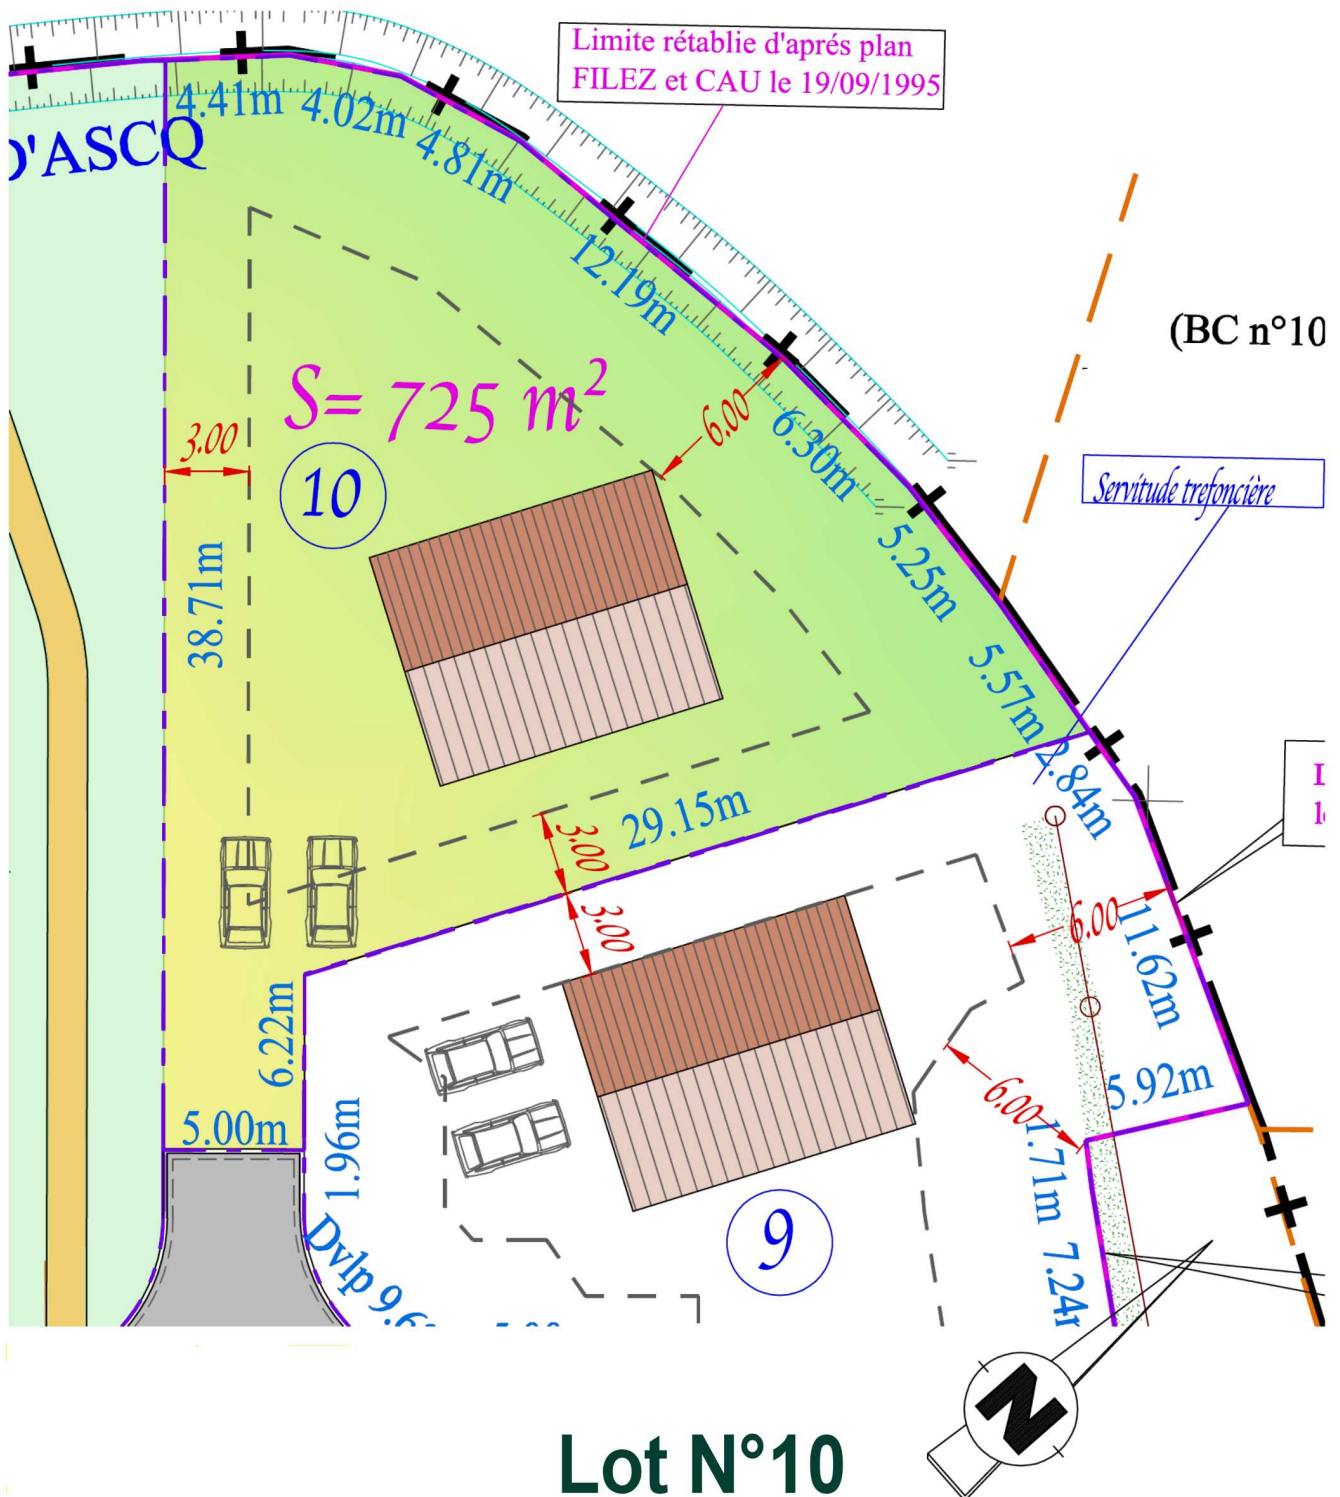 Limite rétablie d'aprés plan
FILEZ et CAU le 19/09/1995
4.41m
4.02m
4.81m
D'ASCQ
12.19m
(BC n°10
S= 725 m²
6.00
6.30m
3.00
10
Servitude trefoncière
5.25m
38.71m
5.57m
2.84m
29.15m
3.00
3.00
6.00
11.62m
6.22m
5.92m
6.00
5.00m
1.96m
1.71m
9
Dvlp 9.6
7.24
N
Lot N°10